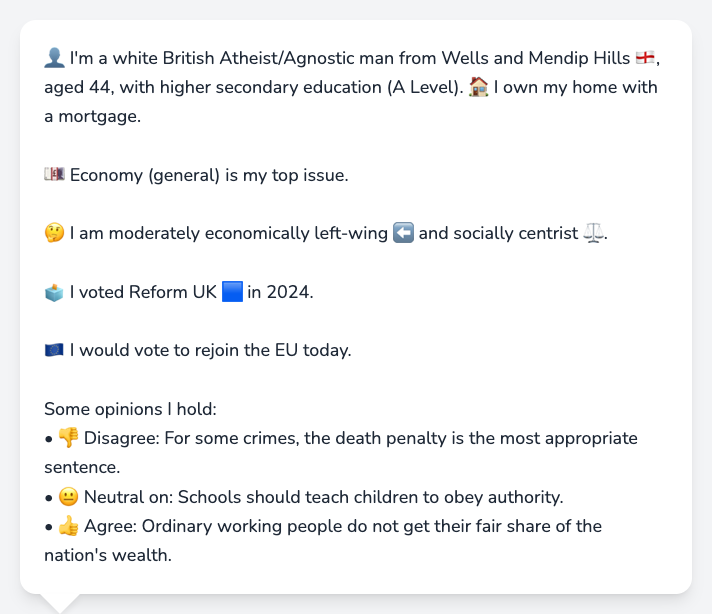 👤 I'm a white British Atheist/Agnostic man from Wells and Mendip Hills 🏴󠁧󠁢󠁥󠁮󠁧󠁿,
aged 44, with higher secondary education (A Level). 🏠 I own my home with
a mortgage.
💷 Economy (general) is my top issue.
🤔 I am moderately economically left-wing ⬅️ and socially centrist ⚖️.
🗳️ I voted Reform UK 🟦 in 2024.
🇪🇺 I would vote to rejoin the EU today.
Some opinions I hold:
• 👎 Disagree: For some crimes, the death penalty is the most appropriate
sentence.
• 😐 Neutral on: Schools should teach children to obey authority.
• 👍 Agree: Ordinary working people do not get their fair share of the
nation's wealth.